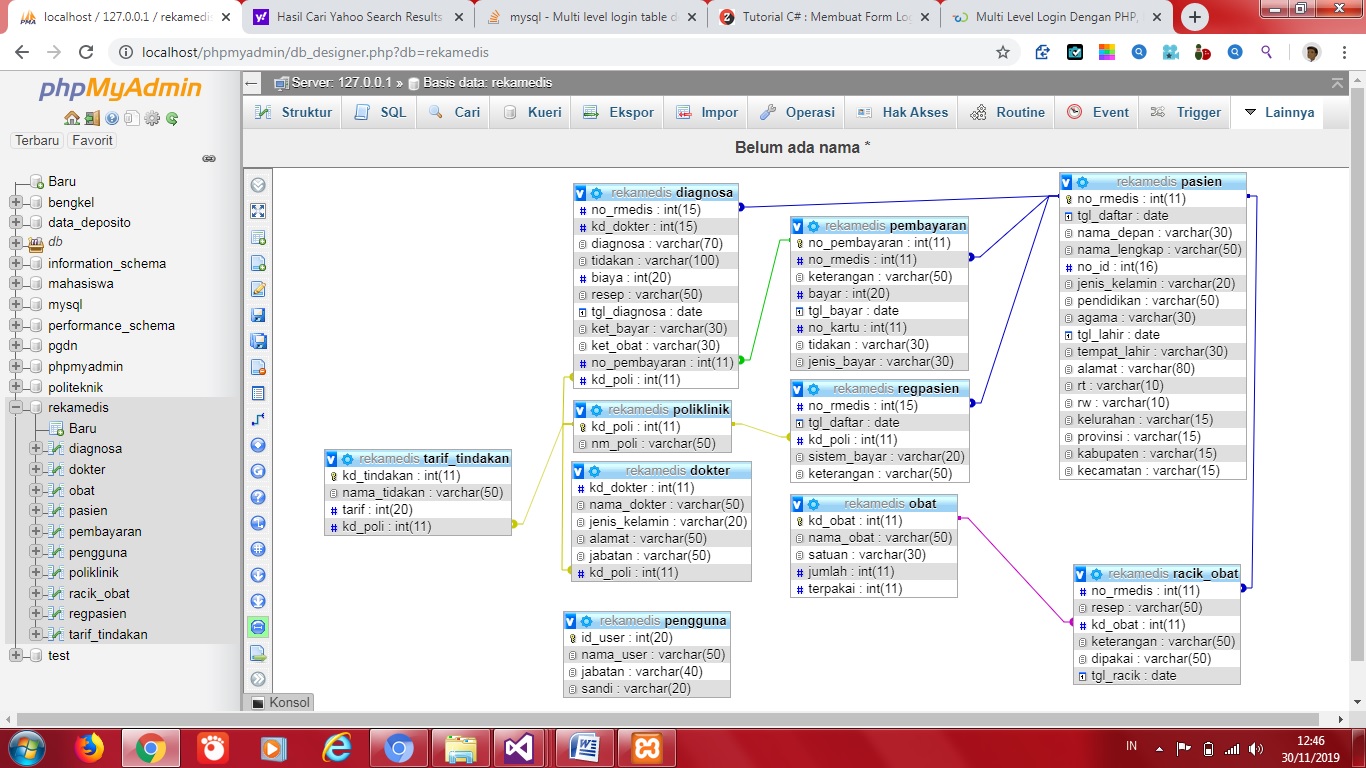 localhost / 127.0.0.1 / rekamedis
Hasil Cari Yahoo Search Results
mysql - Multi level login table d
Tutorial C# : Membuat Form Log
Multi Level Login Dengan PHP,
localhost/phpmyadmin/db_designer.php?db=rekamedis
phpMyAdmin
Terbaru
Favorit
Baru
bengkel
data_deposito
db
information_schema
mahasiswa
mysql
performance_schema
pgdn
phpmyadmin
politeknik
rekamedis
Baru
diagnosa
dokter
obat
pasien
pembayaran
pengguna
poliklinik
racik_obat
regpasien
tarif_tindakan
test
Server: 127.0.0.1 » Basis data: rekamedis
Struktur
SQL
Cari
Kueri
Ekspor
Impor
Operasi
Hak Akses
Routine
Event
Trigger
Lainnya
Belum ada nama *
rekamedis diagnosa
no_rmedis : int(15)
kd_dokter : int(15)
diagnosa : varchar(70)
tidakan : varchar(100)
biaya : int(20)
resep : varchar(50)
tgl_diagnosa : date
ket_bayar : varchar(30)
ket_obat : varchar(30)
no_pembayaran : int(11)
kd_poli : int(11)
rekamedis pembayaran
no_pembayaran : int(11)
no_rmedis : int(11)
keterangan : varchar(50)
bayar : int(20)
tgl_bayar : date
no_kartu : int(11)
tidakan : varchar(30)
jenis_bayar : varchar(30)
rekamedis pasien
no_rmedis : int(11)
tgl_daftar : date
nama_depan : varchar(30)
nama_lengkap : varchar(50)
no_id : int(16)
jenis_kelamin : varchar(20)
pendidikan : varchar(50)
agama : varchar(30)
tgl_lahir : date
tempat_lahir : varchar(30)
alamat : varchar(80)
rt : varchar(10)
rw : varchar(10)
kelurahan : varchar(15)
provinsi : varchar(15)
kabupaten : varchar(15)
kecamatan : varchar(15)
rekamedis regpasien
no_rmedis : int(15)
tgl_daftar : date
kd_poli : int(11)
sistem_bayar : varchar(20)
keterangan : varchar(50)
rekamedis poliklinik
kd_poli : int(11)
nm_poli : varchar(50)
rekamedis tarif_tindakan
kd_tindakan : int(11)
nama_tidakan : varchar(50)
tarif : int(20)
kd_poli : int(11)
rekamedis dokter
kd_dokter : int(11)
nama_dokter : varchar(50)
jenis_kelamin : varchar(20)
alamat : varchar(50)
jabatan : varchar(50)
kd_poli : int(11)
rekamedis obat
kd_obat : int(11)
nama_obat : varchar(50)
satuan : varchar(30)
jumlah : int(11)
terpakai : int(11)
rekamedis racik_obat
no_rmedis : int(11)
resep : varchar(50)
kd_obat : int(11)
keterangan : varchar(50)
dipakai : varchar(50)
tgl_racik : date
rekamedis pengguna
id_user : int(20)
nama_user : varchar(50)
jabatan : varchar(40)
sandi : varchar(20)
Konsol
IN
12:46
30/11/2019